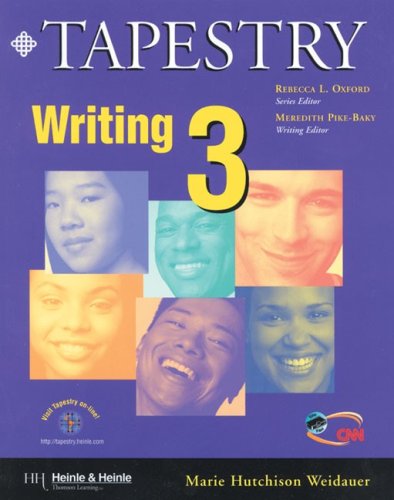 TAPESTRY
REBECCA L. OXFORD
Series Editor
MEREDITH PIKE-BAKY
Writing Editor
Writing 3
Visit Tapestry on-line!
http://tapestry.heinle.com
CNN
HH Heinle & Heinle
Thomson Learning
Marie Hutchison Weidauer